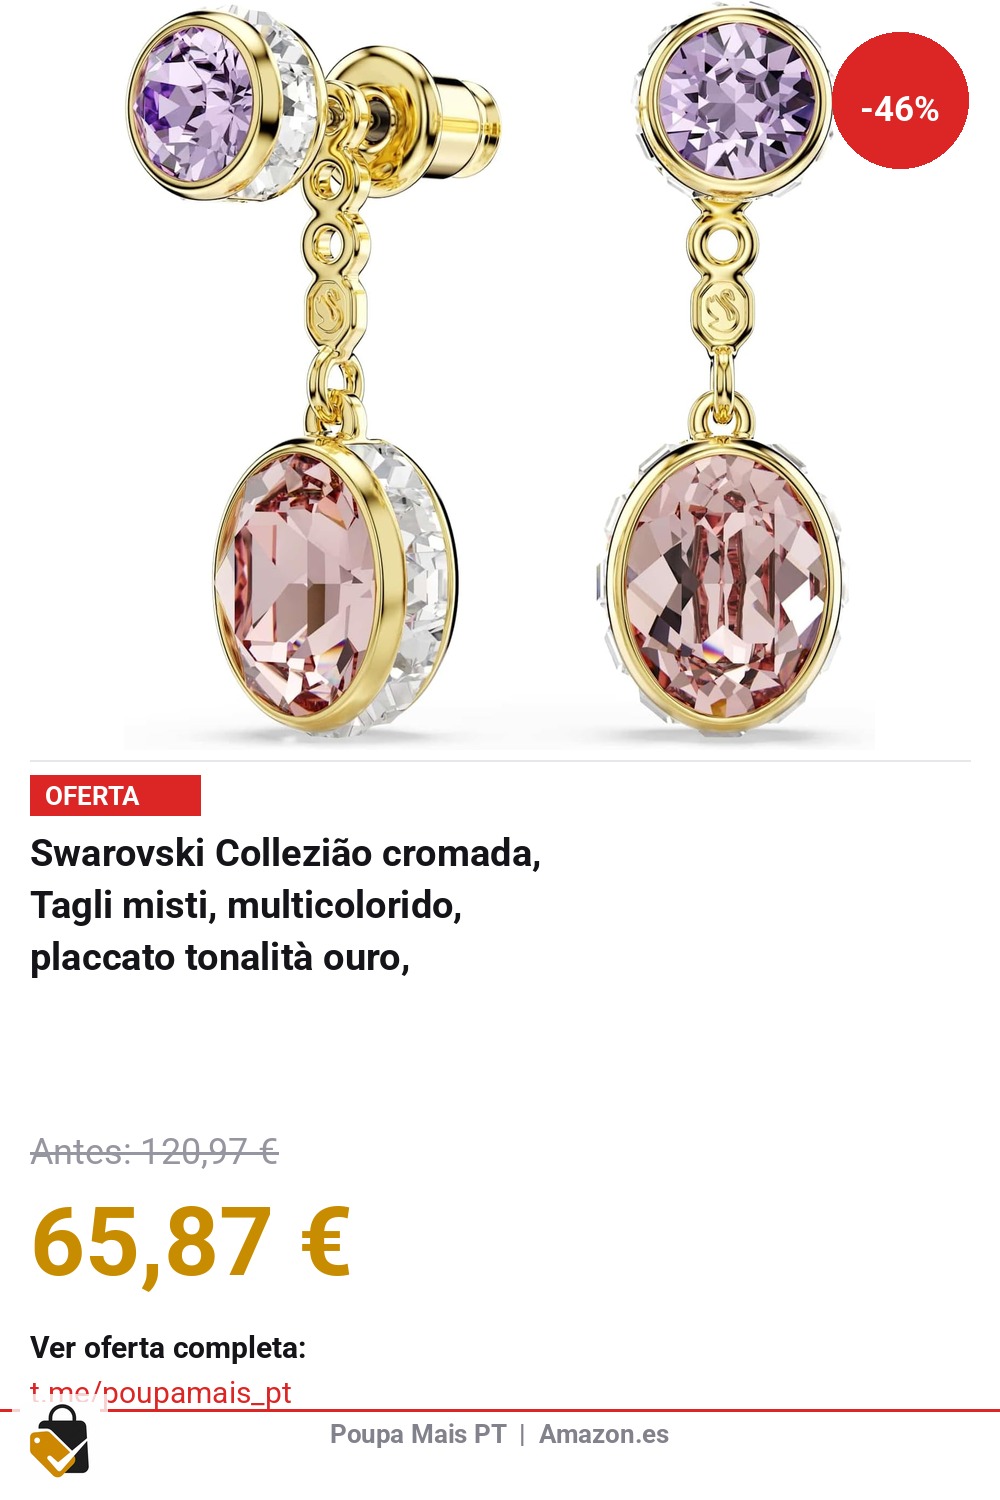 -46%
OFERTA
Swarovski Collezião cromada,
Tagli misti, multicolorido,
placcato tonalità ouro,
Antes: 120,97 €
65,87 €
Ver oferta completa:
t.me/poupamais_pt
Poupa Mais PT | Amazon.es